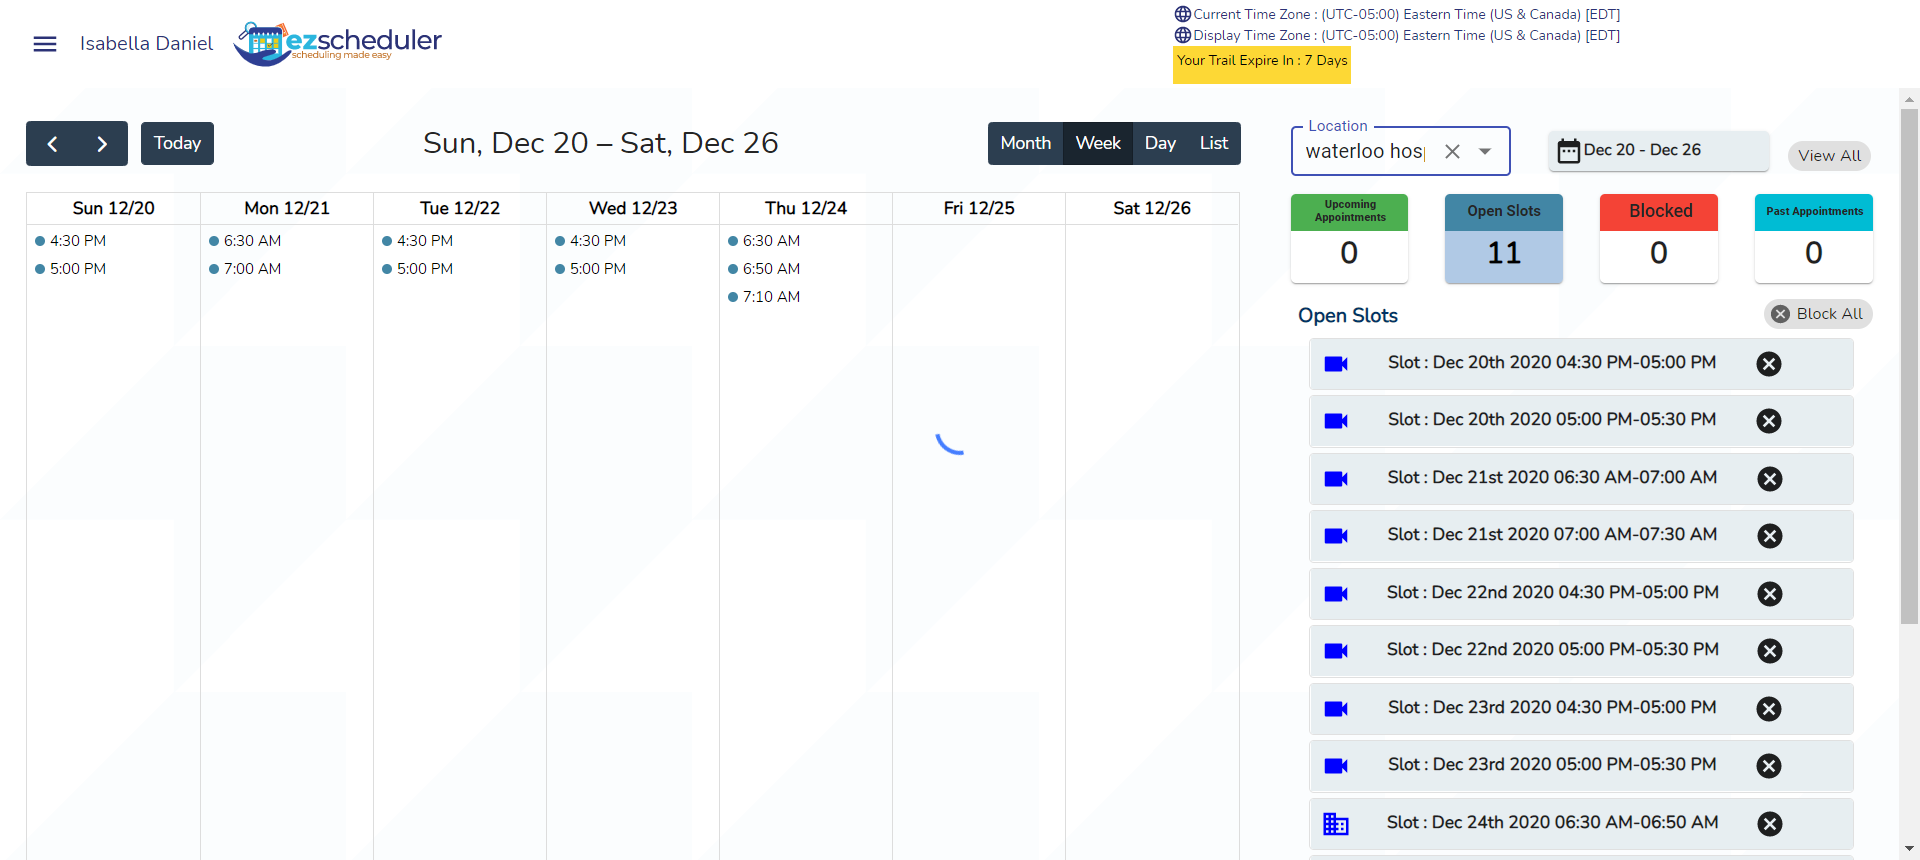 Isabella Daniel
ezscheduler
scheduling made easy
Current Time Zone : (UTC-05:00) Eastern Time (US & Canada) [EDT]
Display Time Zone : (UTC-05:00) Eastern Time (US & Canada) [EDT]
Your Trail Expire In : 7 Days
Today
Sun, Dec 20 – Sat, Dec 26
Month Week Day List
Sun 12/20 Mon 12/21 Tue 12/22 Wed 12/23 Thu 12/24 Fri 12/25 Sat 12/26
4:30 PM 6:30 AM 4:30 PM 4:30 PM 6:30 AM
5:00 PM 7:00 AM 5:00 PM 5:00 PM 6:50 AM
7:10 AM
Location
waterloo hosp
Dec 20 - Dec 26
View All
Upcoming
Appointments
0
Open Slots
11
Blocked
0
Past Appointments
0
Open Slots
Block All
Slot : Dec 20th 2020 04:30 PM-05:00 PM
Slot : Dec 20th 2020 05:00 PM-05:30 PM
Slot : Dec 21st 2020 06:30 AM-07:00 AM
Slot : Dec 21st 2020 07:00 AM-07:30 AM
Slot : Dec 22nd 2020 04:30 PM-05:00 PM
Slot : Dec 22nd 2020 05:00 PM-05:30 PM
Slot : Dec 23rd 2020 04:30 PM-05:00 PM
Slot : Dec 23rd 2020 05:00 PM-05:30 PM
Slot : Dec 24th 2020 06:30 AM-06:50 AM